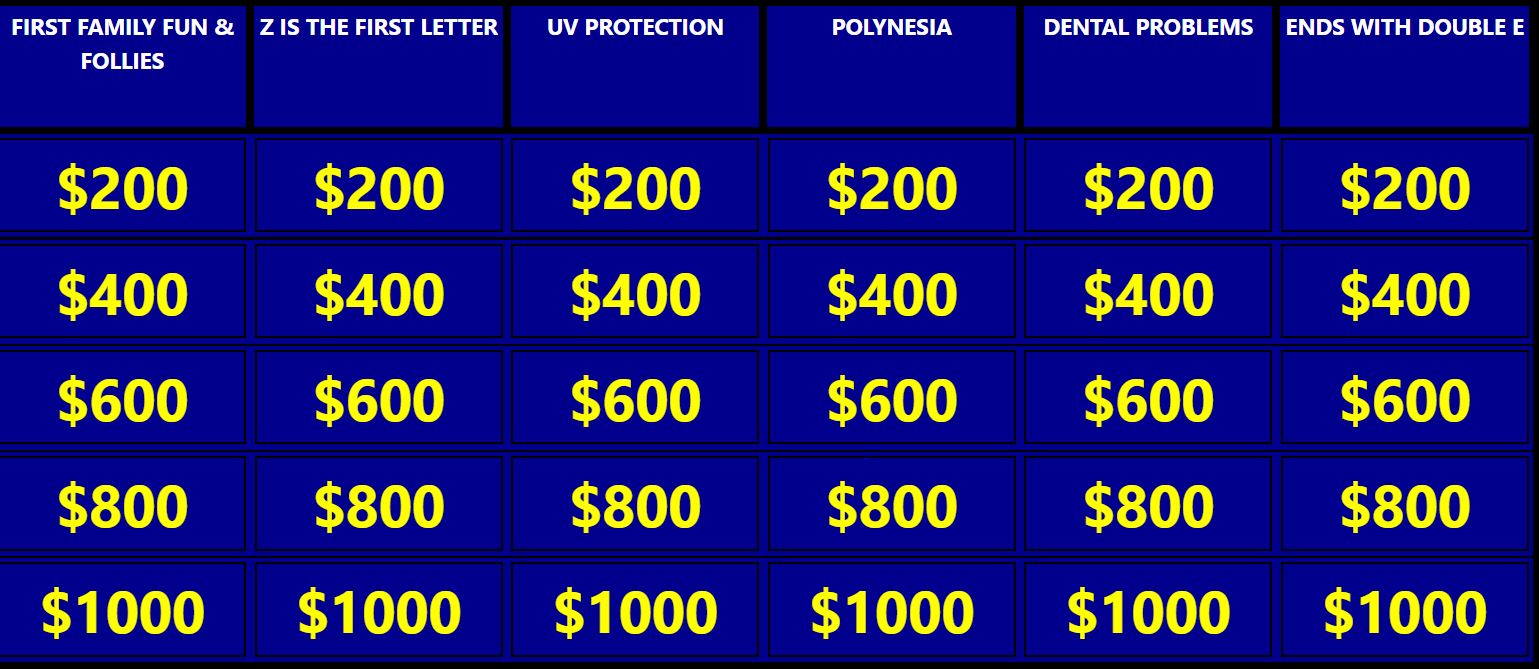 FIRST FAMILY FUN &
FOLLIES
Z IS THE FIRST LETTER
UV PROTECTION
POLYNESIA
DENTAL PROBLEMS
ENDS WITH DOUBLE E
$200 $200 $200 $200 $200 $200
$400 $400 $400 $400 $400 $400
$600 $600 $600 $600 $600 $600
$800 $800 $800 $800 $800 $800
$1000 $1000 $1000 $1000 $1000 $1000